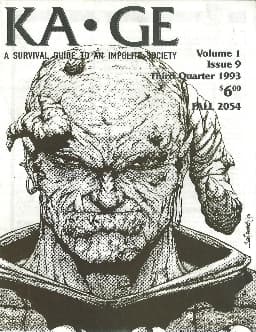 KA•GE
A SURVIVAL GUIDE TO AN IMPOLITE SOCIETY
Volume 1
Issue 9
Third Quarter 1993
$6.00
FALL 2054